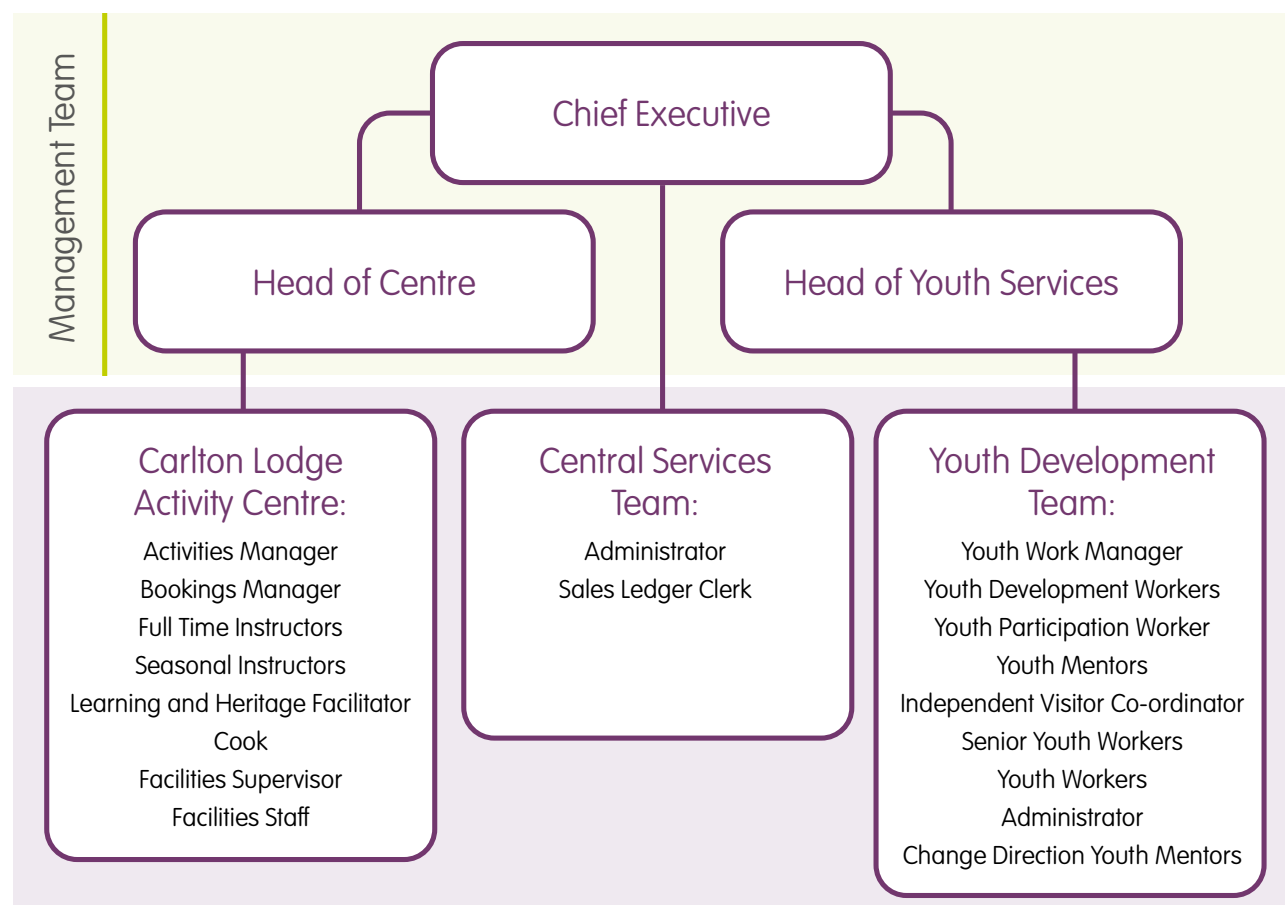 Management Team
Chief Executive
Head of Centre
Head of Youth Services
Carlton Lodge
Activity Centre:
Activities Manager
Bookings Manager
Full Time Instructors
Seasonal Instructors
Learning and Heritage Facilitator
Cook
Facilities Supervisor
Facilities Staff
Central Services
Team:
Administrator
Sales Ledger Clerk
Youth Development
Team:
Youth Work Manager
Youth Development Workers
Youth Participation Worker
Youth Mentors
Independent Visitor Co-ordinator
Senior Youth Workers
Youth Workers
Administrator
Change Direction Youth Mentors